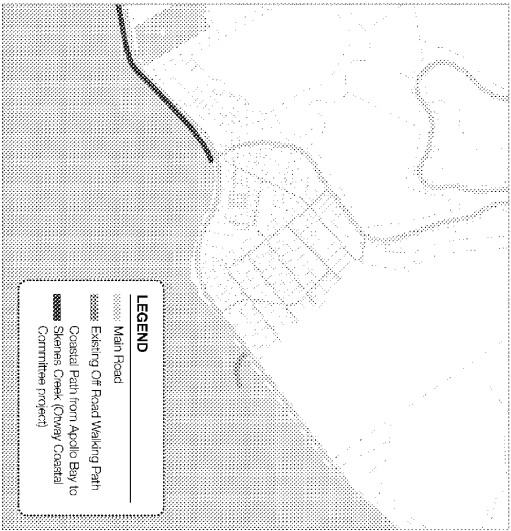 LEGEND
Main Road
Existing Off Road Walking Path
Coastal Path from Apollo Bay to
Skenes Creek (Otway Coastal
Committee project)